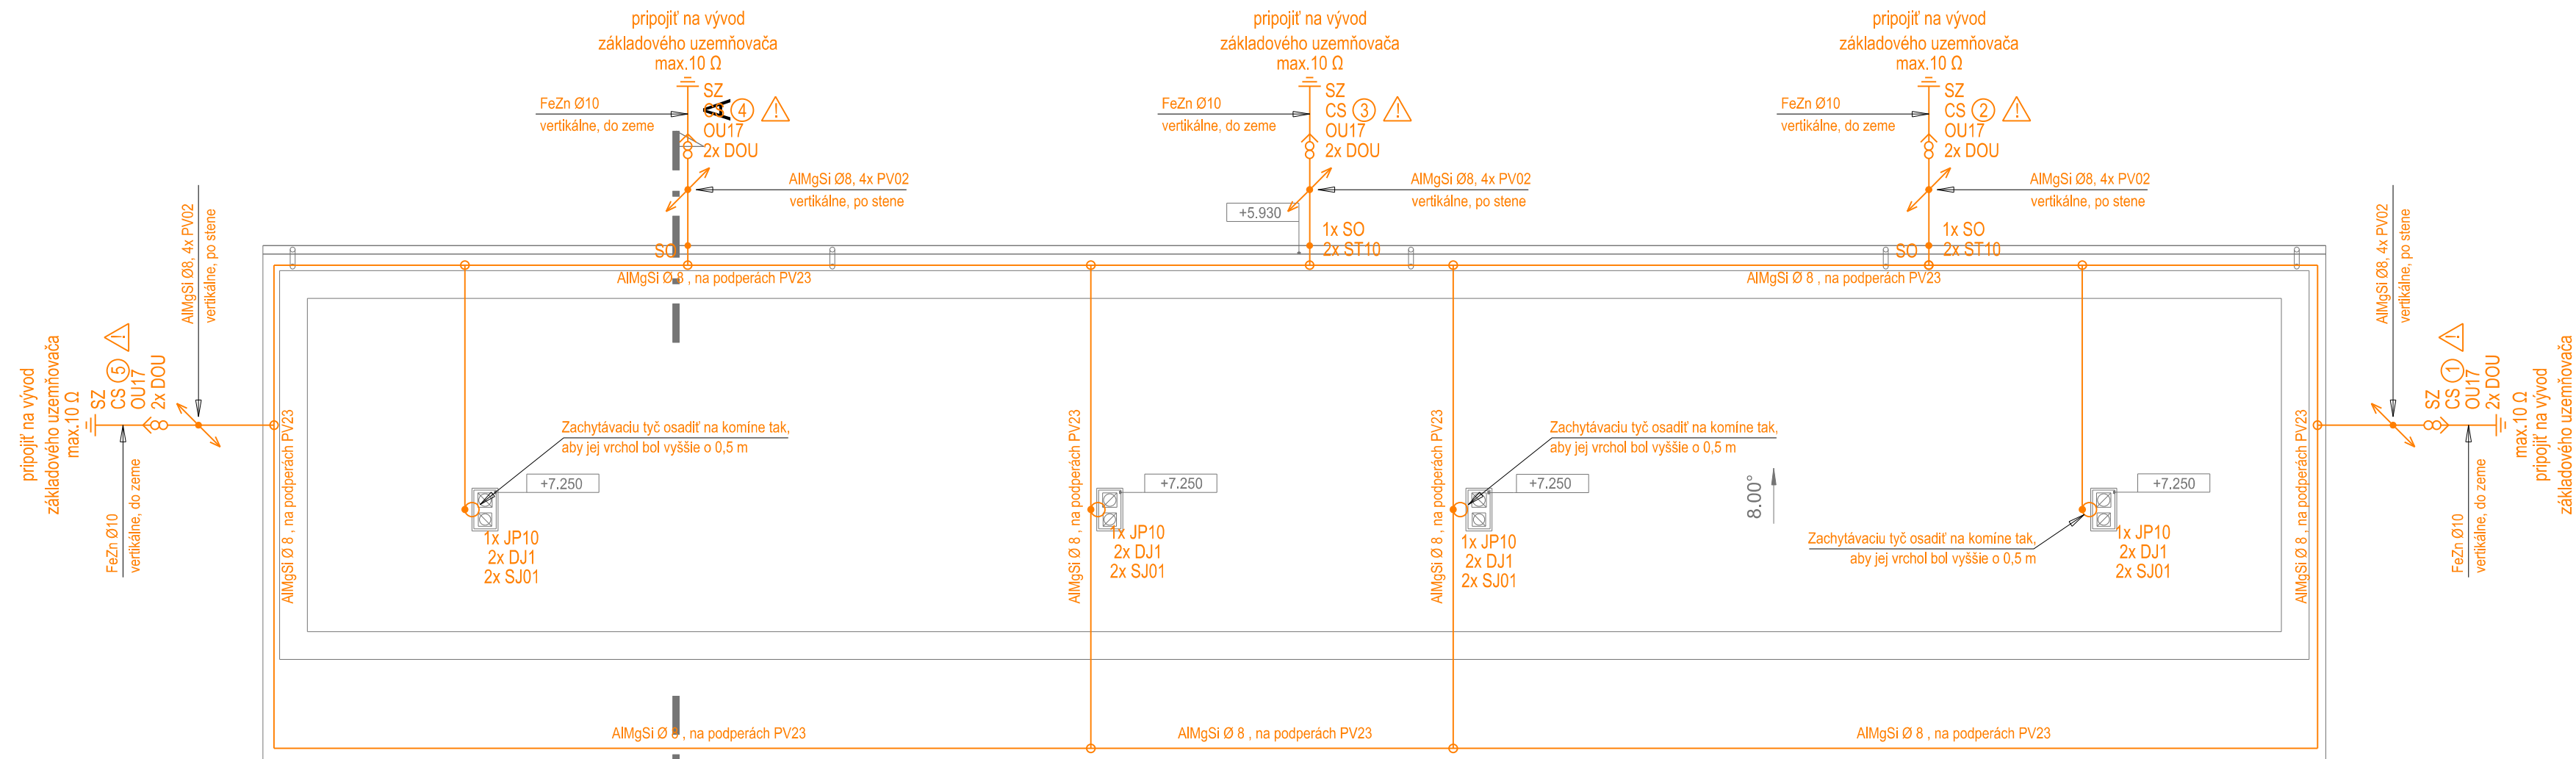 pripojiť na vývod
základového uzemňovača
max.10 Ω
SZ
CS 4 !
OU17
2x DOU
A
FeZn Ø10
vertikálne, do zeme
AlMgSi Ø8, 4x PV02
vertikálne, po stene
SO
pripojiť na vývod
základového uzemňovača
max.10 Ω
SZ
CS 3 !
OU17
2x DOU
FeZn Ø10
vertikálne, do zeme
AlMgSi Ø8, 4x PV02
vertikálne, po stene
+5.930
1x SO
2x ST10
pripojiť na vývod
základového uzemňovača
max.10 Ω
SZ
CS 2 !
OU17
2x DOU
FeZn Ø10
vertikálne, do zeme
AlMgSi Ø8, 4x PV02
vertikálne, po stene
SO
1x SO
2x ST10
AlMgSi Ø 8 , na podperách PV23
AlMgSi Ø 8 , na podperách PV23
pripojiť na vývod
základového uzemňovača
max.10 Ω
SZ
CS 5 !
OU17
2x DOU
AlMgSi Ø8, 4x PV02
vertikálne, po stene
FeZn Ø10
vertikálne, do zeme
AlMgSi Ø 8 , na podperách PV23
Zachytávaciu tyč osadiť na komíne tak,
aby jej vrchol bol vyššie o 0,5 m
+7.250
1x JP10
2x DJ1
2x SJ01
AlMgSi Ø 8 , na podperách PV23
+7.250
1x JP10
2x DJ1
2x SJ01
AlMgSi Ø 8 , na podperách PV23
Zachytávaciu tyč osadiť na komíne tak,
aby jej vrchol bol vyššie o 0,5 m
+7.250
1x JP10
2x DJ1
2x SJ01
8.00°
Zachytávaciu tyč osadiť na komíne tak,
aby jej vrchol bol vyššie o 0,5 m
+7.250
1x JP10
2x DJ1
2x SJ01
AlMgSi Ø 8 , na podperách PV23
AlMgSi Ø8, 4x PV02
vertikálne, po stene
SZ
CS 1 !
OU17
2x DOU
FeZn Ø10
vertikálne, do zeme
max.10 Ω
pripojiť na vývod
základového uzemňovača
AlMgSi Ø 8 , na podperách PV23
AlMgSi Ø 8 , na podperách PV23
AlMgSi Ø 8 , na podperách PV23